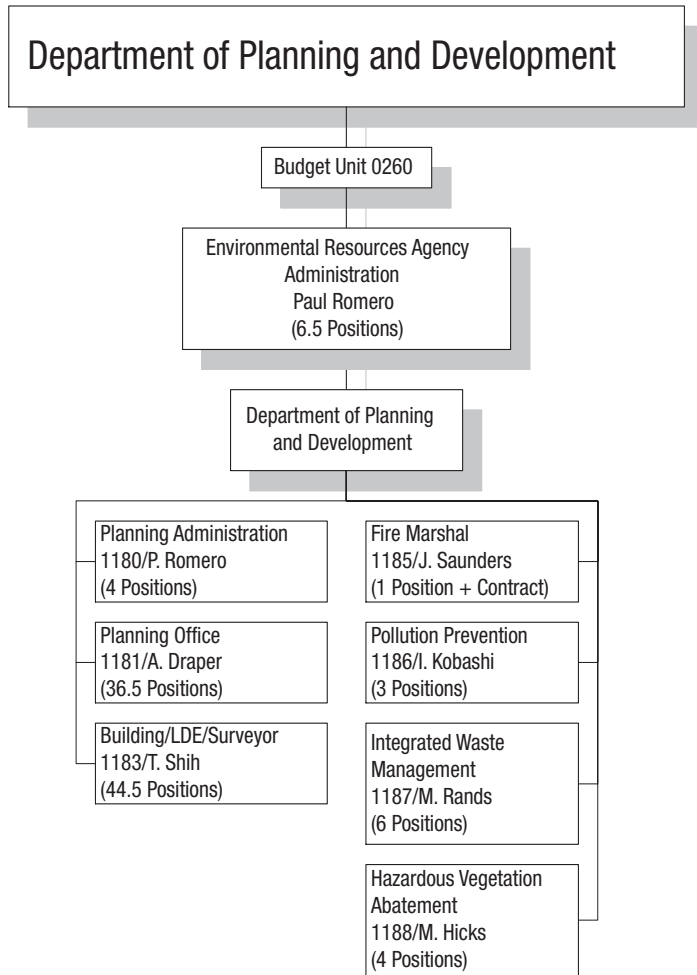 Department of Planning and Development
Budget Unit 0260
Environmental Resources Agency
Administration
Paul Romero
(6.5 Positions)
Department of Planning
and Development
Planning Administration
1180/P. Romero
(4 Positions)
Planning Office
1181/A. Draper
(36.5 Positions)
Building/LDE/Surveyor
1183/T. Shih
(44.5 Positions)
Fire Marshal
1185/J. Saunders
(1 Position + Contract)
Pollution Prevention
1186/I. Kobashi
(3 Positions)
Integrated Waste
Management
1187/M. Rands
(6 Positions)
Hazardous Vegetation
Abatement
1188/M. Hicks
(4 Positions)